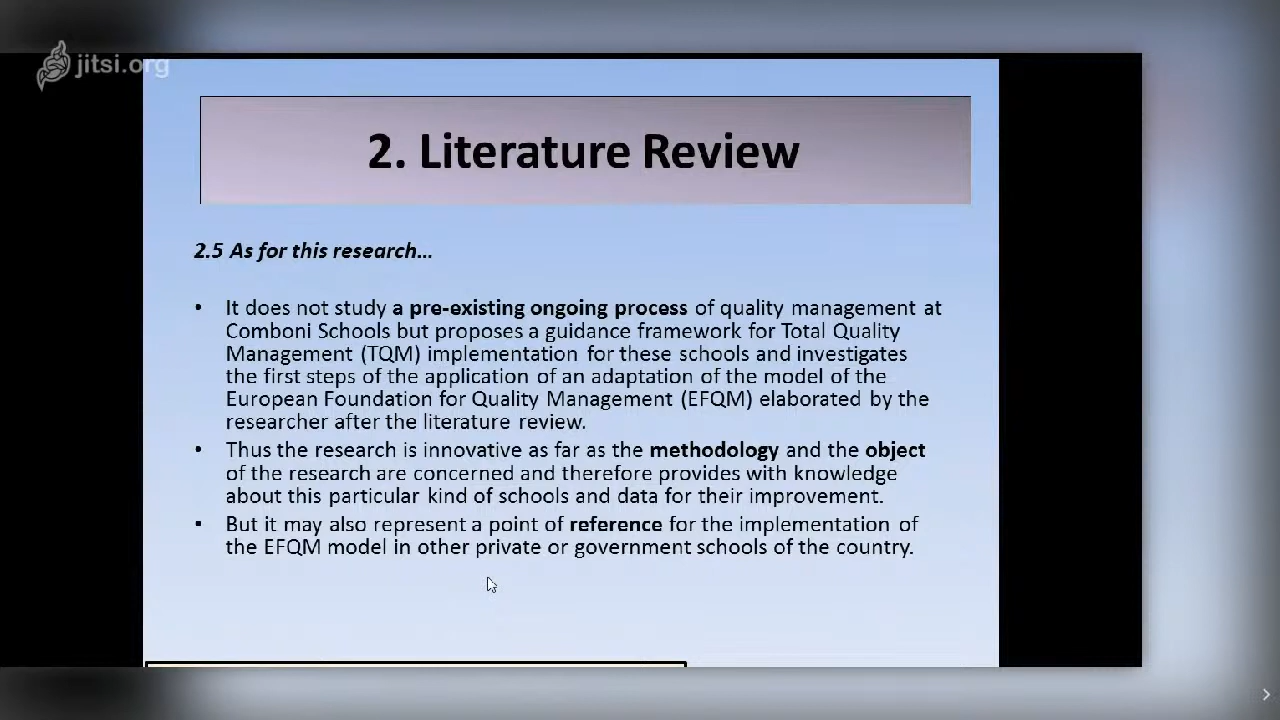 jitsi.org
2. Literature Review
2.5 As for this research...
• It does not study a pre-existing ongoing process of quality management at
Comboni Schools but proposes a guidance framework for Total Quality
Management (TQM) implementation for these schools and investigates
the first steps of the application of an adaptation of the model of the
European Foundation for Quality Management (EFQM) elaborated by the
researcher after the literature review.
• Thus the research is innovative as far as the methodology and the object
of the research are concerned and therefore provides with knowledge
about this particular kind of schools and data for their improvement.
• But it may also represent a point of reference for the implementation of
the EFQM model in other private or government schools of the country.